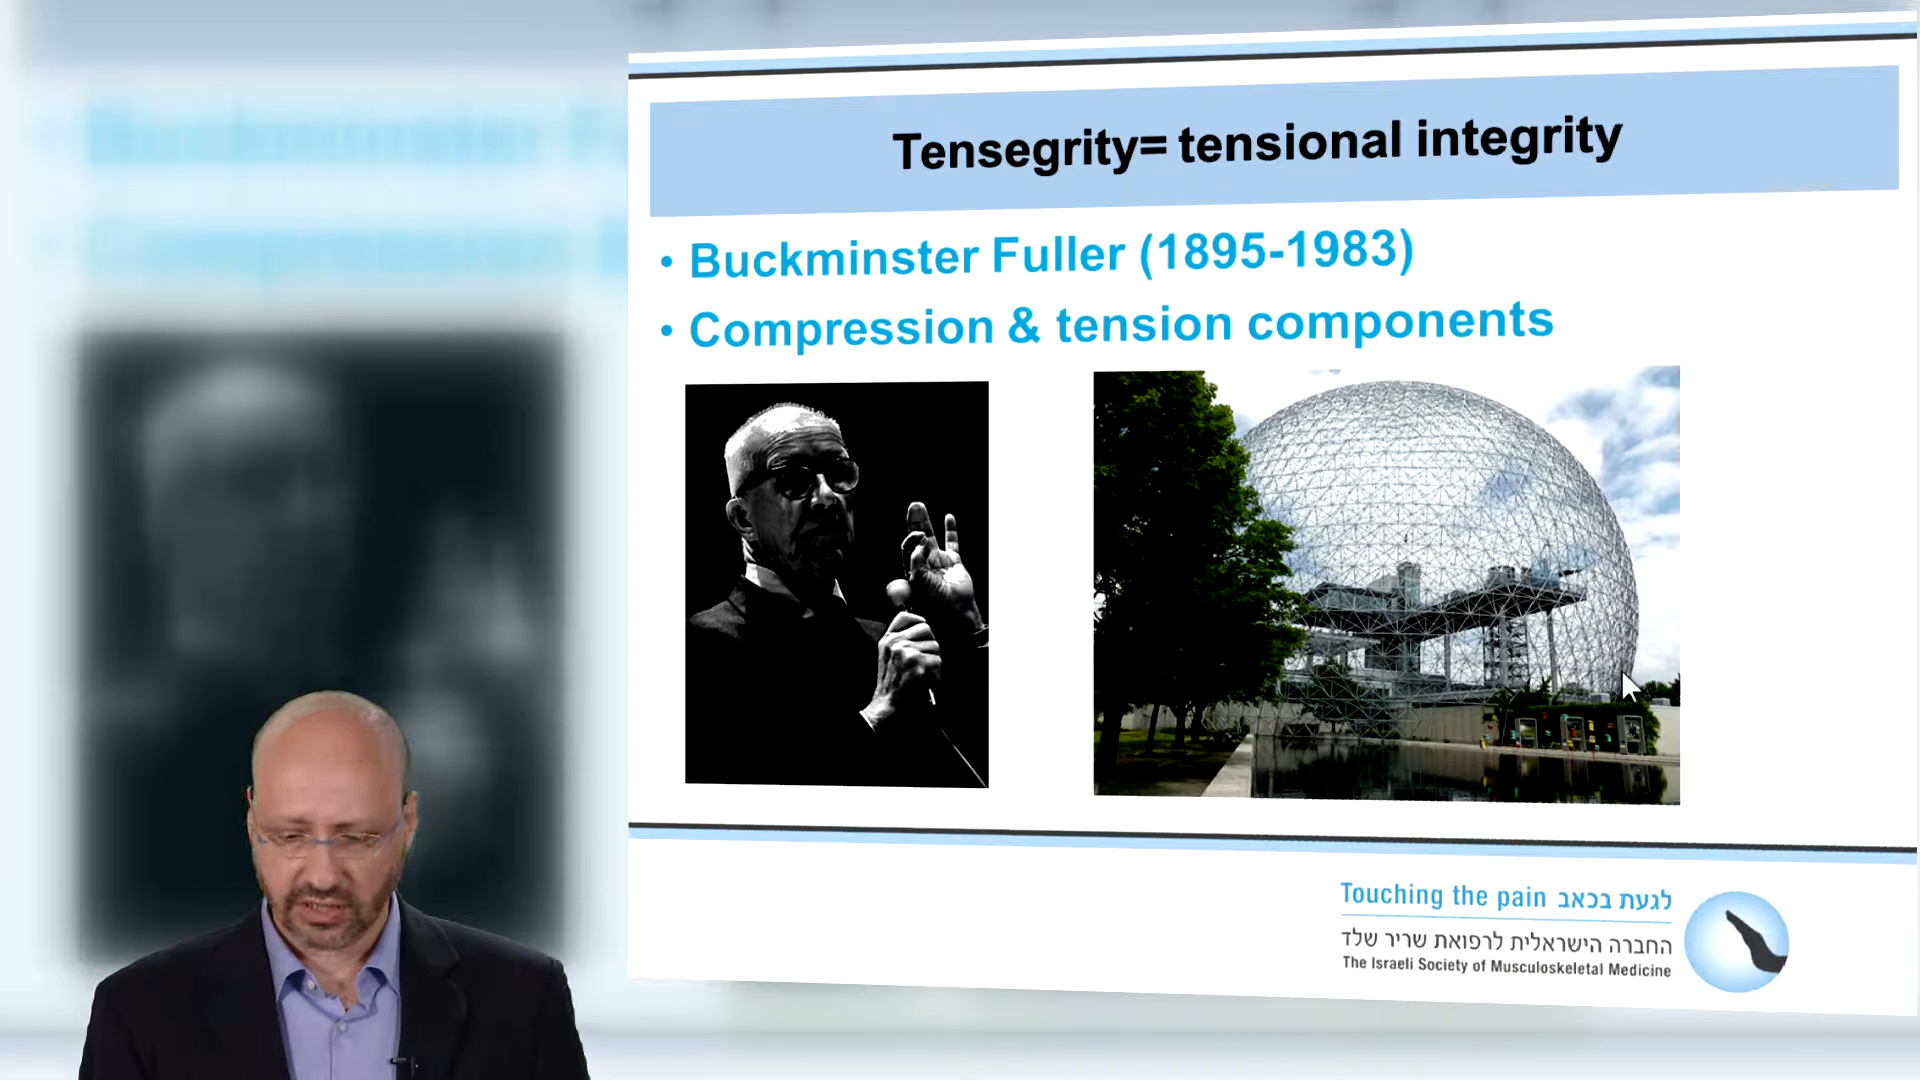 Tensegrity= tensional integrity
• Buckminster Fuller (1895-1983)
• Compression & tension components
Touching the pain לגעת בכאב
החברה הישראלית לרפואת שריר שלד
The Israeli Society of Musculoskeletal Medicine